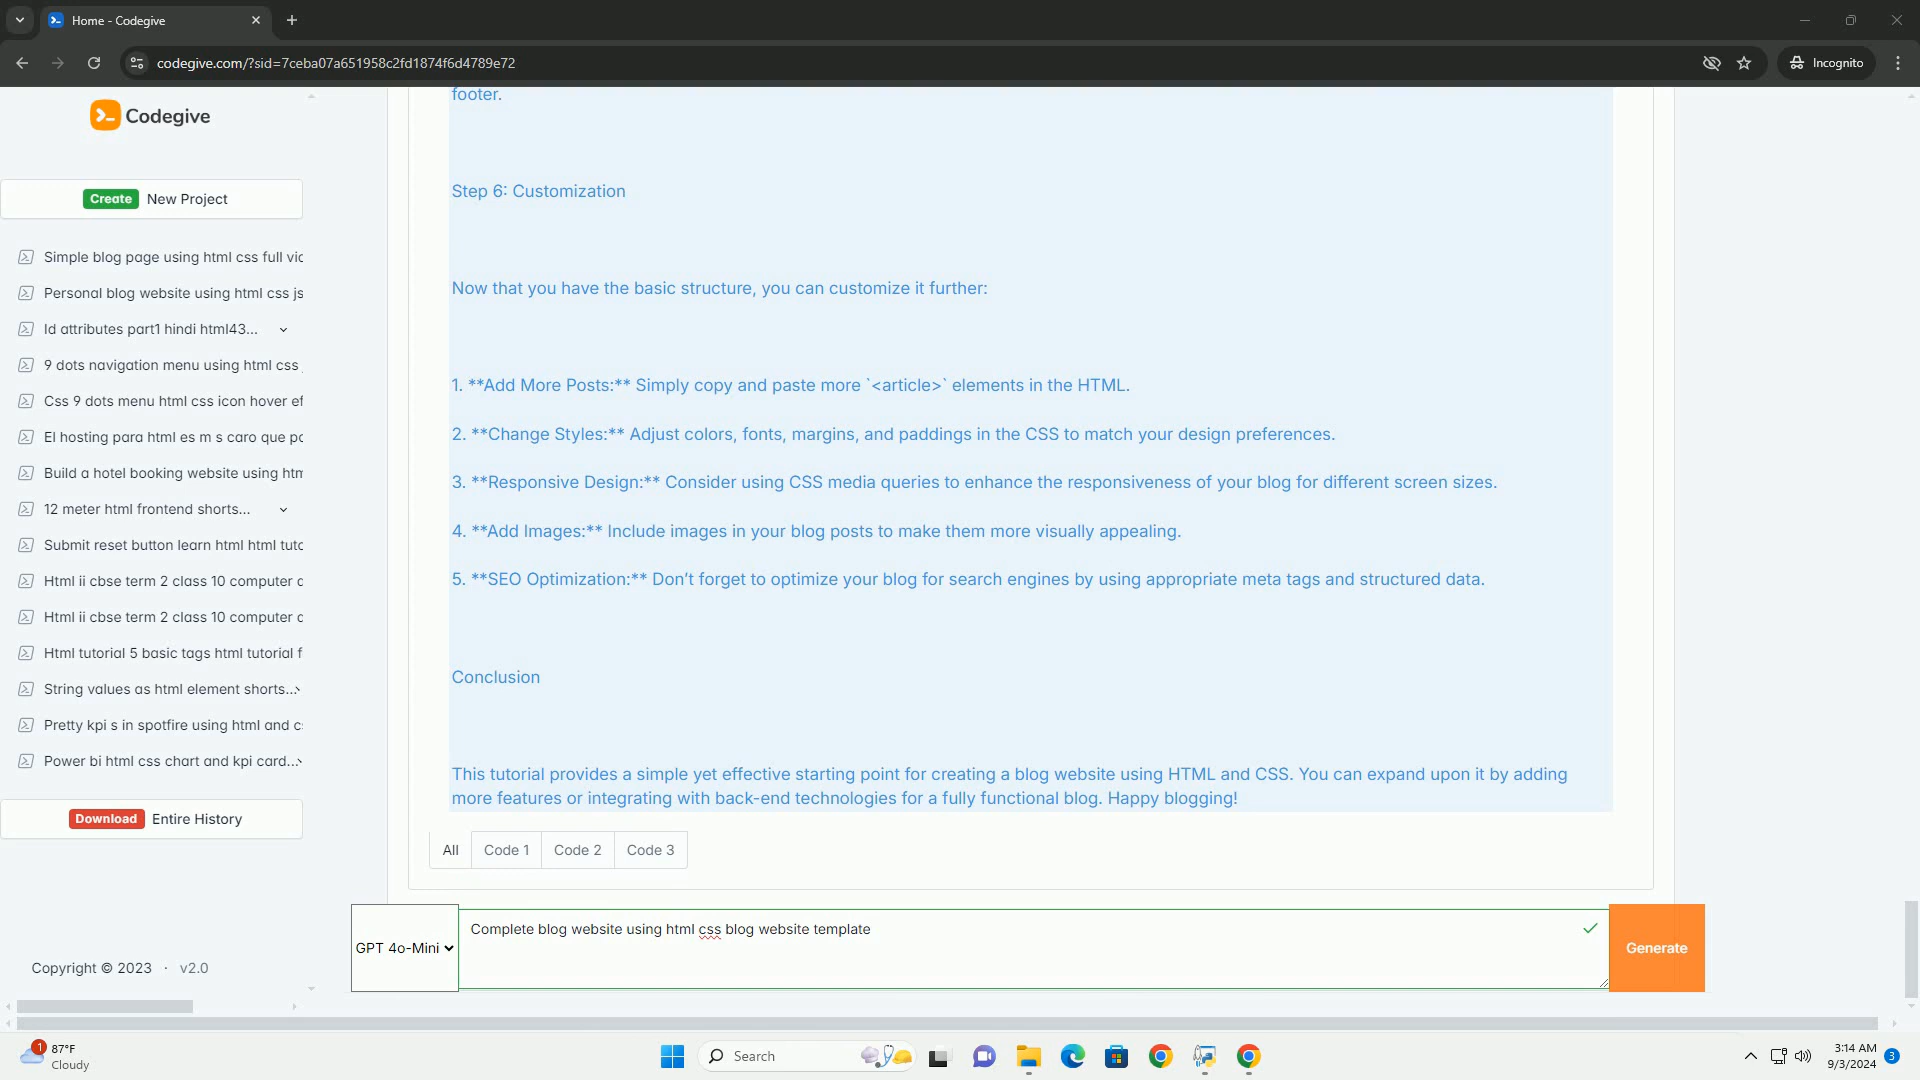 Home - Codegive
codegive.com/?sid=7ceba07a651958c2fd1874f6d4789e72
Incognito
Codegive
Create New Project
Simple blog page using html css full vi
Personal blog website using html css js
Id attributes part1 hindi html43...
9 dots navigation menu using html css
Css 9 dots menu html css icon hover ef
El hosting para html es m s caro que pc
Build a hotel booking website using htm
12 meter html frontend shorts...
Submit reset button learn html html tutc
Html ii cbse term 2 class 10 computer c
Html ii cbse term 2 class 10 computer c
Html tutorial 5 basic tags html tutorial f
String values as html element shorts...
Pretty kpi s in spotfire using html and c
Power bi html css chart and kpi card...
Download Entire History
Copyright © 2023 · v2.0
footer.
Step 6: Customization
Now that you have the basic structure, you can customize it further:
1. **Add More Posts:** Simply copy and paste more `<article>` elements in the HTML.
2. **Change Styles:** Adjust colors, fonts, margins, and paddings in the CSS to match your design preferences.
3. **Responsive Design:** Consider using CSS media queries to enhance the responsiveness of your blog for different screen sizes.
4. **Add Images:** Include images in your blog posts to make them more visually appealing.
5. **SEO Optimization:** Don't forget to optimize your blog for search engines by using appropriate meta tags and structured data.
Conclusion
This tutorial provides a simple yet effective starting point for creating a blog website using HTML and CSS. You can expand upon it by adding
more features or integrating with back-end technologies for a fully functional blog. Happy blogging!
All Code 1 Code 2 Code 3
GPT 4o-Mini
Complete blog website using html css blog website template
Generate
1
87°F
Cloudy
Search
3:14 AM
9/3/2024
3